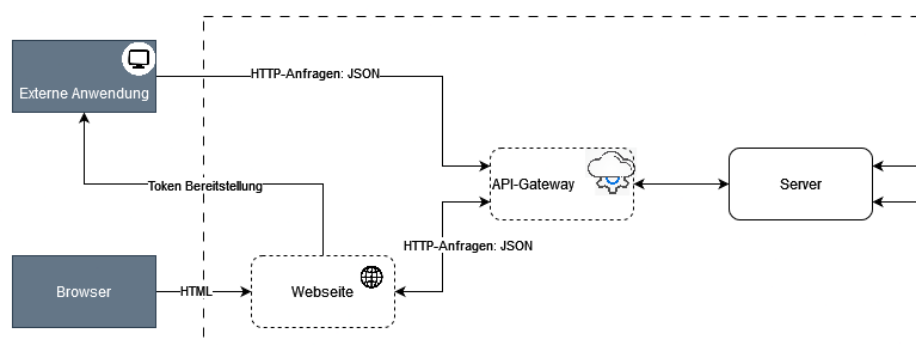 HTTP-Anfragen: JSON
Externe Anwendung
Token Bereitstellung
API-Gateway
Server
HTTP-Anfragen: JSON
Browser
HTML
Webseite